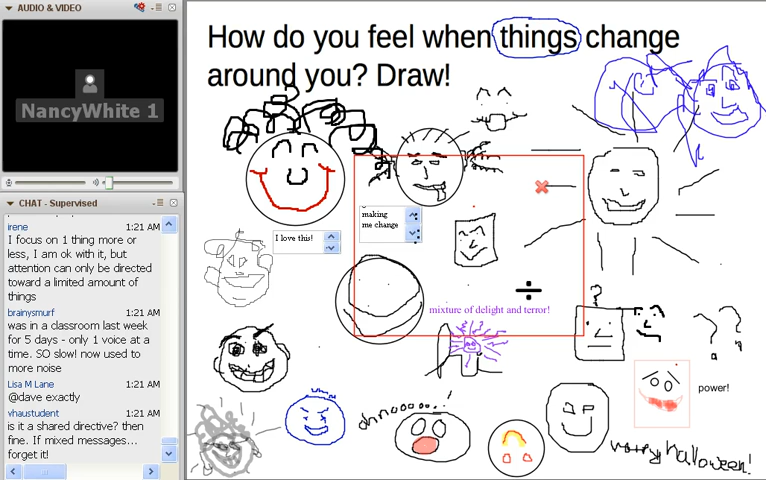 AUDIO & VIDEO
NancyWhite 1
CHAT - Supervised
irene 1:21 AM
I focus on 1 thing more or
less, I am ok with it, but
attention can only be directed
toward a limited amount of
things
brainysmurf 1:21 AM
was in a classroom last week
for 5 days - only 1 voice at a
time. SO slow! now used to
more noise
Lisa M Lane 1:21 AM
@dave exactly
vhaustudent 1:21 AM
is it a shared directive? then
fine. If mixed messages...
forget it!
How do you feel when things change
around you? Draw!
I love this!
making
me change
÷
mixture of delight and terror!
?
? ?
power!
ohnoooo...!
happy halloween!